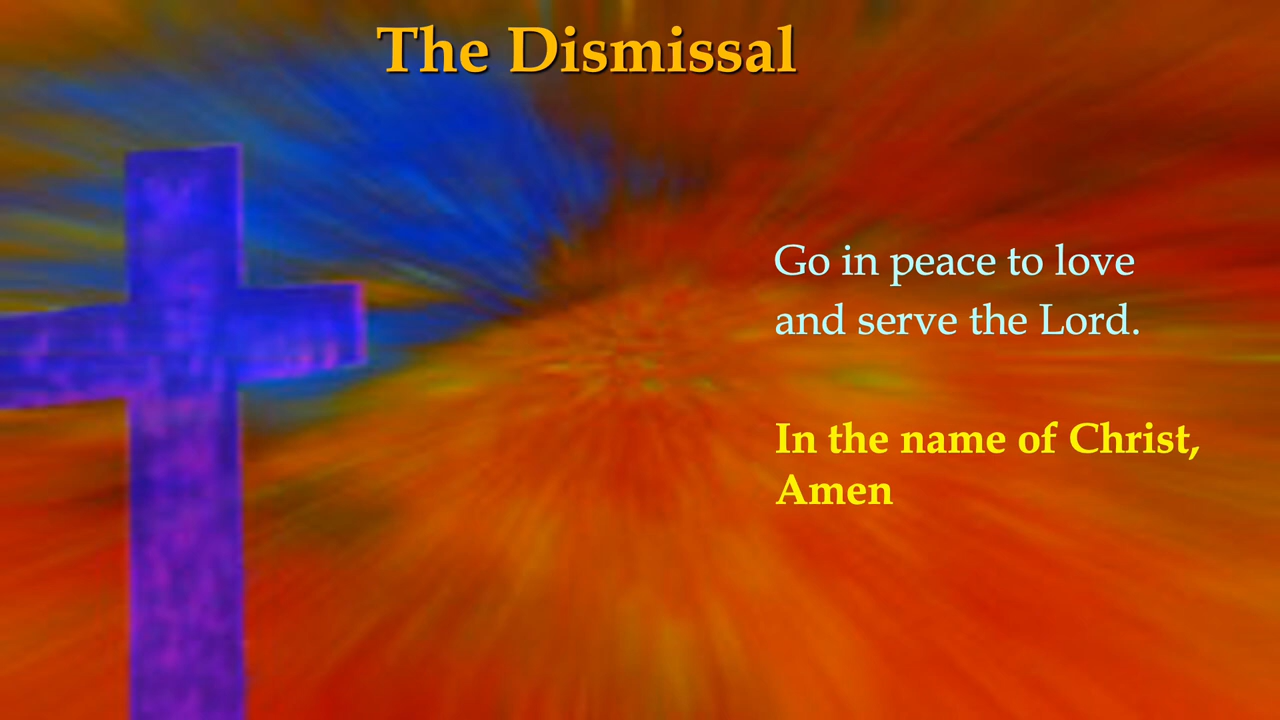 The Dismissal
Go in peace to love
and serve the Lord.
In the name of Christ,
Amen